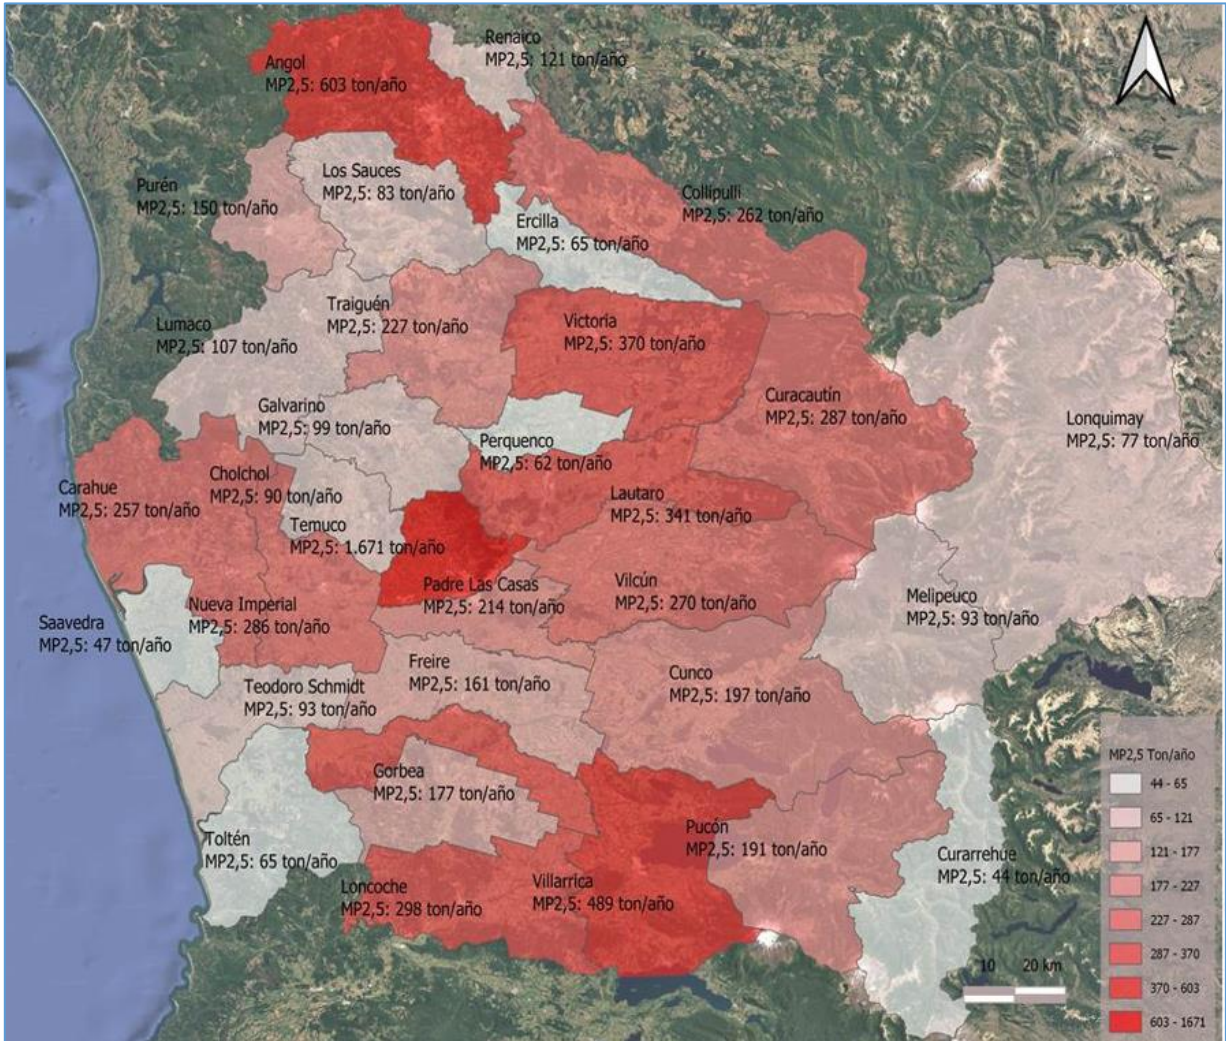 Renaico
MP2,5: 121 ton/año
Angol
MP2,5: 603 ton/año
Los Sauces
MP2,5: 83 ton/año
Purén
MP2,5: 150 ton/año
Collipulli
MP2,5: 262 ton/año
Ercilla
MP2,5: 65 ton/año
Traiguén
MP2,5: 227 ton/año
Lumaco
MP2,5: 107 ton/año
Victoria
MP2,5: 370 ton/año
Curacautín
MP2,5: 287 ton/año
Lonquimay
MP2,5: 77 ton/año
Galvarino
MP2,5: 99 ton/año
Perquenco
MP2,5: 62 ton/año
Cholchol
MP2,5: 90 ton/año
Carahue
MP2,5: 257 ton/año
Lautaro
MP2,5: 341 ton/año
Temuco
MP2,5: 1.671 ton/año
Padre Las Casas
MP2,5: 214 ton/año
Vilcún
MP2,5: 270 ton/año
Melipeuco
MP2,5: 93 ton/año
Nueva Imperial
MP2,5: 286 ton/año
Saavedra
MP2,5: 47 ton/año
Freire
MP2,5: 161 ton/año
Cunco
MP2,5: 197 ton/año
Teodoro Schmidt
MP2,5: 93 ton/año
Gorbea
MP2,5: 177 ton/año
Pucón
MP2,5: 191 ton/año
Toltén
MP2,5: 65 ton/año
Curarrehue
MP2,5: 44 ton/año
Loncoche
MP2,5: 298 ton/año
Villarrica
MP2,5: 489 ton/año
10 20 km
MP2,5 Ton/año
44 - 65
65 - 121
121 - 177
177 - 227
227 - 287
287 - 370
370 - 603
603 - 1671